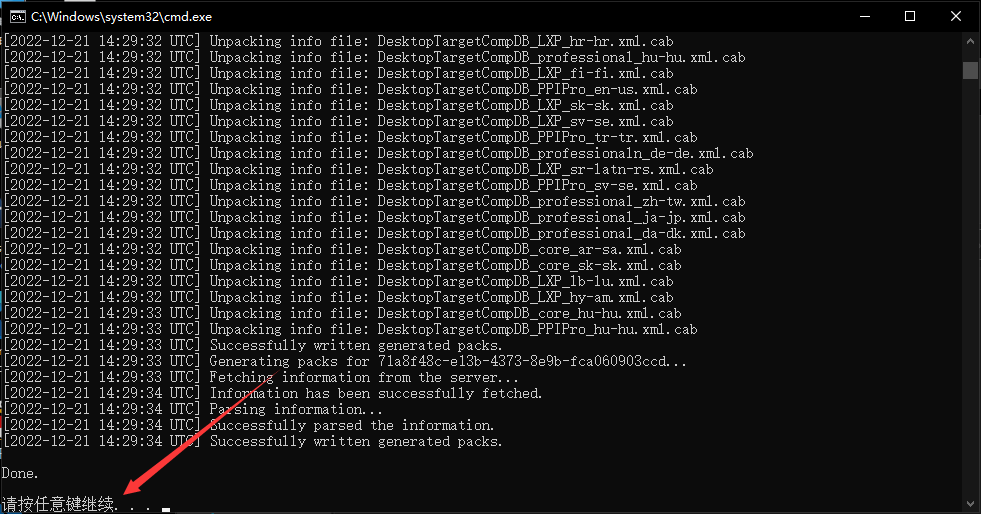 C:\Windows\system32\cmd.exe
[2022-12-21 14:29:32 UTC] Unpacking info file: DesktopTargetCompDB_LXP_hr-hr.xml.cab
[2022-12-21 14:29:32 UTC] Unpacking info file: DesktopTargetCompDB_professional_hu-hu.xml.cab
[2022-12-21 14:29:32 UTC] Unpacking info file: DesktopTargetCompDB_LXP_fi-fi.xml.cab
[2022-12-21 14:29:32 UTC] Unpacking info file: DesktopTargetCompDB_PPIPro_en-us.xml.cab
[2022-12-21 14:29:32 UTC] Unpacking info file: DesktopTargetCompDB_LXP_sk-sk.xml.cab
[2022-12-21 14:29:32 UTC] Unpacking info file: DesktopTargetCompDB_LXP_sv-se.xml.cab
[2022-12-21 14:29:32 UTC] Unpacking info file: DesktopTargetCompDB_PPIPro_tr-tr.xml.cab
[2022-12-21 14:29:32 UTC] Unpacking info file: DesktopTargetCompDB_professionaln_de-de.xml.cab
[2022-12-21 14:29:32 UTC] Unpacking info file: DesktopTargetCompDB_LXP_sr-latn-rs.xml.cab
[2022-12-21 14:29:32 UTC] Unpacking info file: DesktopTargetCompDB_PPIPro_sv-se.xml.cab
[2022-12-21 14:29:32 UTC] Unpacking info file: DesktopTargetCompDB_professional_zh-tw.xml.cab
[2022-12-21 14:29:32 UTC] Unpacking info file: DesktopTargetCompDB_professional_ja-jp.xml.cab
[2022-12-21 14:29:32 UTC] Unpacking info file: DesktopTargetCompDB_professional_da-dk.xml.cab
[2022-12-21 14:29:32 UTC] Unpacking info file: DesktopTargetCompDB_core_ar-sa.xml.cab
[2022-12-21 14:29:32 UTC] Unpacking info file: DesktopTargetCompDB_core_sk-sk.xml.cab
[2022-12-21 14:29:32 UTC] Unpacking info file: DesktopTargetCompDB_LXP_lb-lu.xml.cab
[2022-12-21 14:29:32 UTC] Unpacking info file: DesktopTargetCompDB_LXP_hy-am.xml.cab
[2022-12-21 14:29:33 UTC] Unpacking info file: DesktopTargetCompDB_core_hu-hu.xml.cab
[2022-12-21 14:29:33 UTC] Unpacking info file: DesktopTargetCompDB_PPIPro_hu-hu.xml.cab
[2022-12-21 14:29:33 UTC] Successfully written generated packs.
[2022-12-21 14:29:33 UTC] Generating packs for 71a8f48c-e13b-4373-8e9b-fca060903ccd...
[2022-12-21 14:29:33 UTC] Fetching information from the server...
[2022-12-21 14:29:34 UTC] Information has been successfully fetched.
[2022-12-21 14:29:34 UTC] Parsing information...
[2022-12-21 14:29:34 UTC] Successfully parsed the information.
[2022-12-21 14:29:34 UTC] Successfully written generated packs.
Done.
请按任意键继续. . .